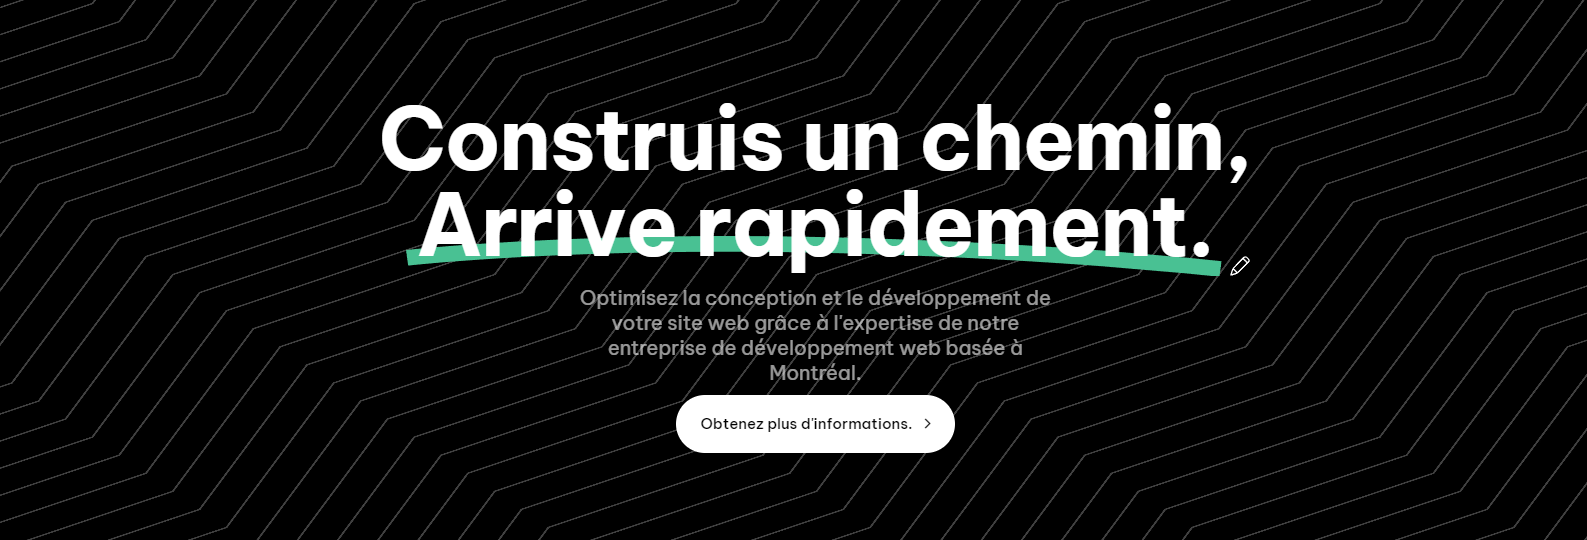 Construis un chemin,
Arrive rapidement.
Optimisez la conception et le développement de
votre site web grâce à l'expertise de notre
entreprise de développement web basée à
Montréal.
Obtenez plus d'informations.